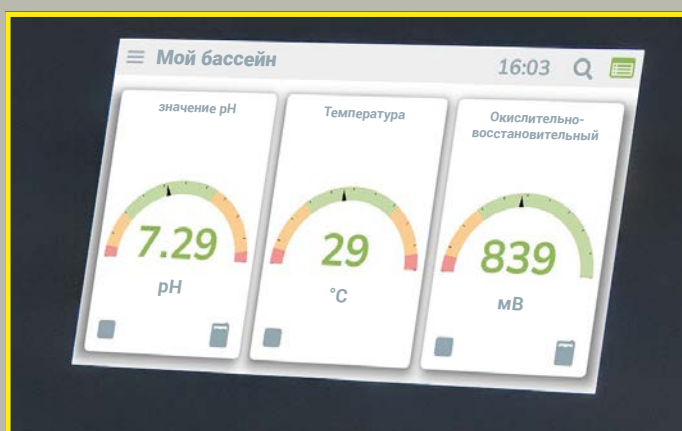 Мой бассейн
16:03
значение pH
7.29
pH
Температура
29
°C
Окислительно-
восстановительный
839
мВ